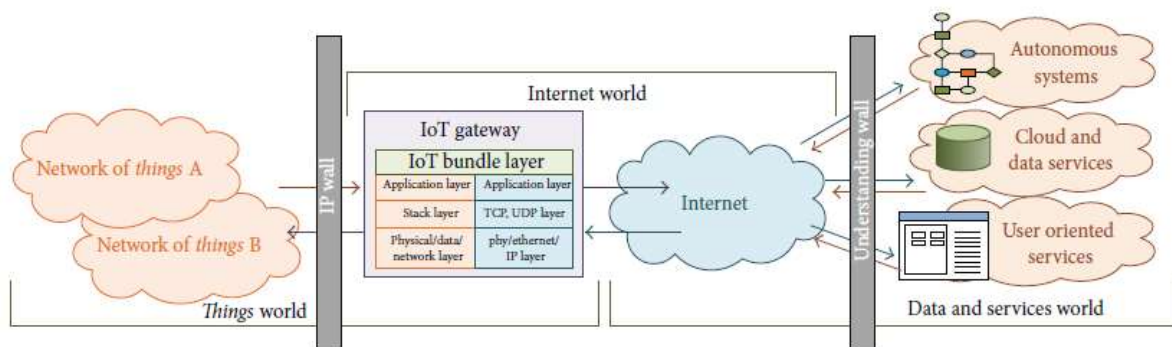 Network of things A
Network of things B
Things world
IP wall
Internet world
IoT gateway
IoT bundle layer
Application layer
Application layer
Stack layer
TCP, UDP layer
Physical/data/
network layer
phy/ethernet/
IP layer
Internet
Understanding wall
Autonomous
systems
Cloud and
data services
User oriented
services
Data and services world